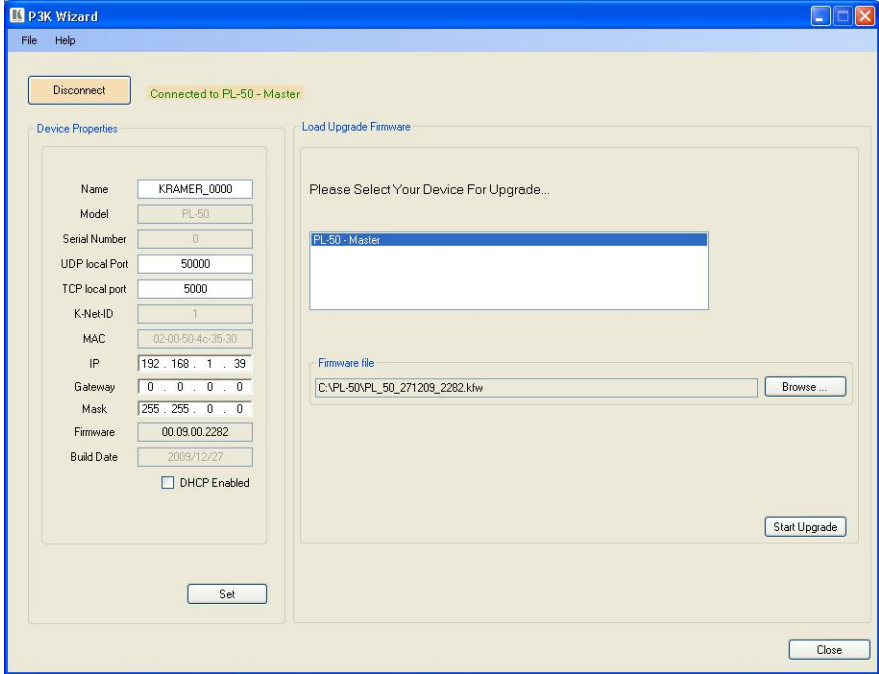 P3K Wizard
File Help
Disconnect
Connected to PL-50 - Master
Device Properties
Name KRAMER_0000
Model PL-50
Serial Number 0
UDP local Port 50000
TCP local port 5000
K-Net-ID 1
MAC 02-00-50-4c-35-30
IP 192 . 168 . 1 . 39
Gateway 0 . 0 . 0 . 0
Mask 255 . 255 . 0 . 0
Firmware 00.09.00.2282
Build Date 2009/12/27
DHCP Enabled
Set
Load Upgrade Firmware
Please Select Your Device For Upgrade...
PL-50 - Master
Firmware file
C:\PL-50\PL_50_271209_2282.kfw
Browse ...
Start Upgrade
Close